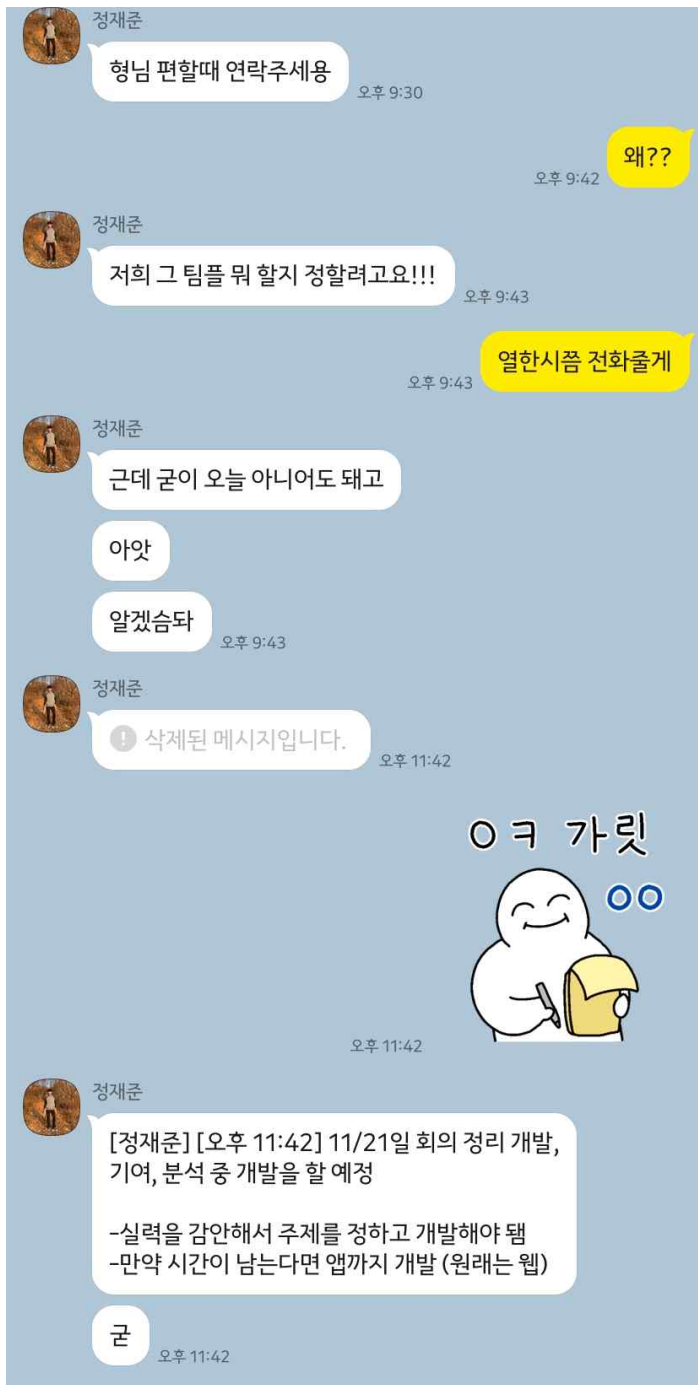 정재준
형님 편할때 연락주세용
오후 9:30
왜??
오후 9:42
정재준
저희 그 팀플 뭐 할지 정할려고요!!!
오후 9:43
열한시쯤 전화줄게
오후 9:43
정재준
근데 굳이 오늘 아니어도 돼고
아앗
알겠슴돠
오후 9:43
정재준
삭제된 메시지입니다.
오후 11:42
ㅇㅋ 가릿
ㅇㅇ
오후 11:42
정재준
[정재준] [오후 11:42] 11/21일 회의 정리 개발,
기여, 분석 중 개발을 할 예정
-실력을 감안해서 주제를 정하고 개발해야 됌
-만약 시간이 남는다면 앱까지 개발 (원래는 웹)
굳
오후 11:42